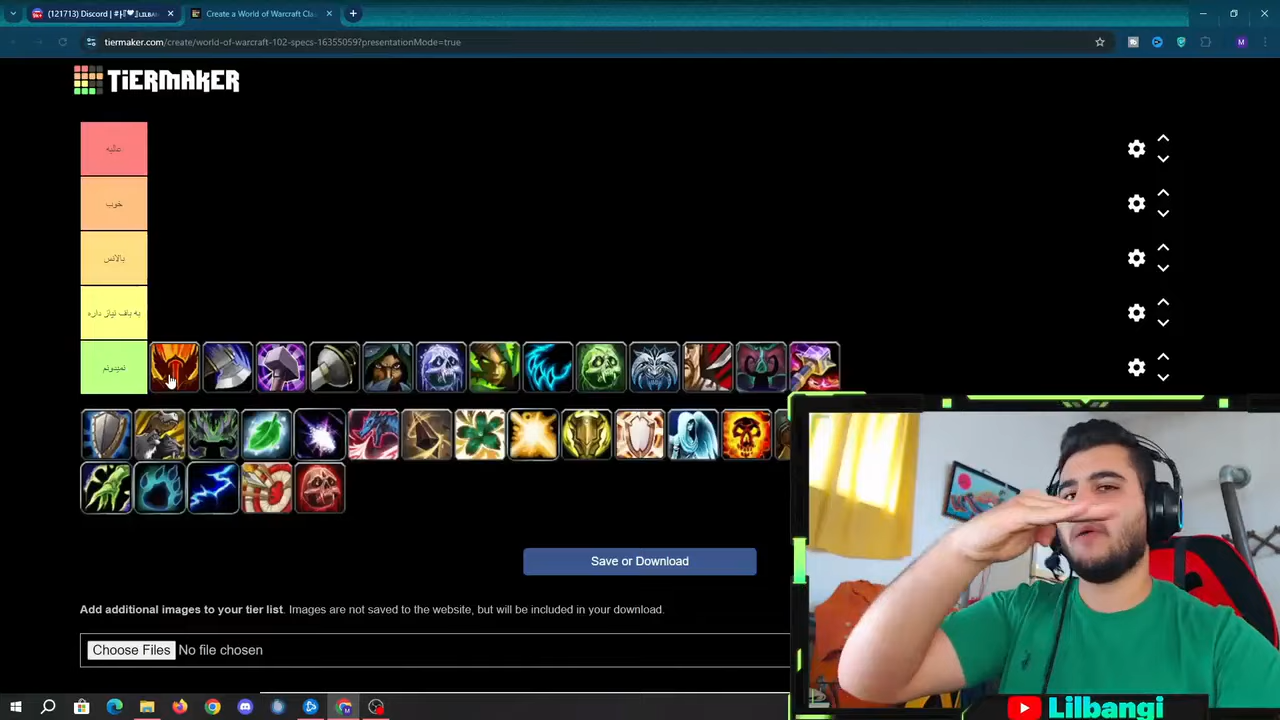 (121713) Discord | #
Create a World of Warcraft Cla
tiermaker.com/create/world-of-warcraft-102-specs-16355059?presentationMode=true
TiERMAKER
عالیه
خوب
بالانس
به باف نیاز داره
نمیدونم
Save or Download
Add additional images to your tier list. Images are not saved to the website, but will be included in your download.
Choose Files No file chosen
Lilbangi